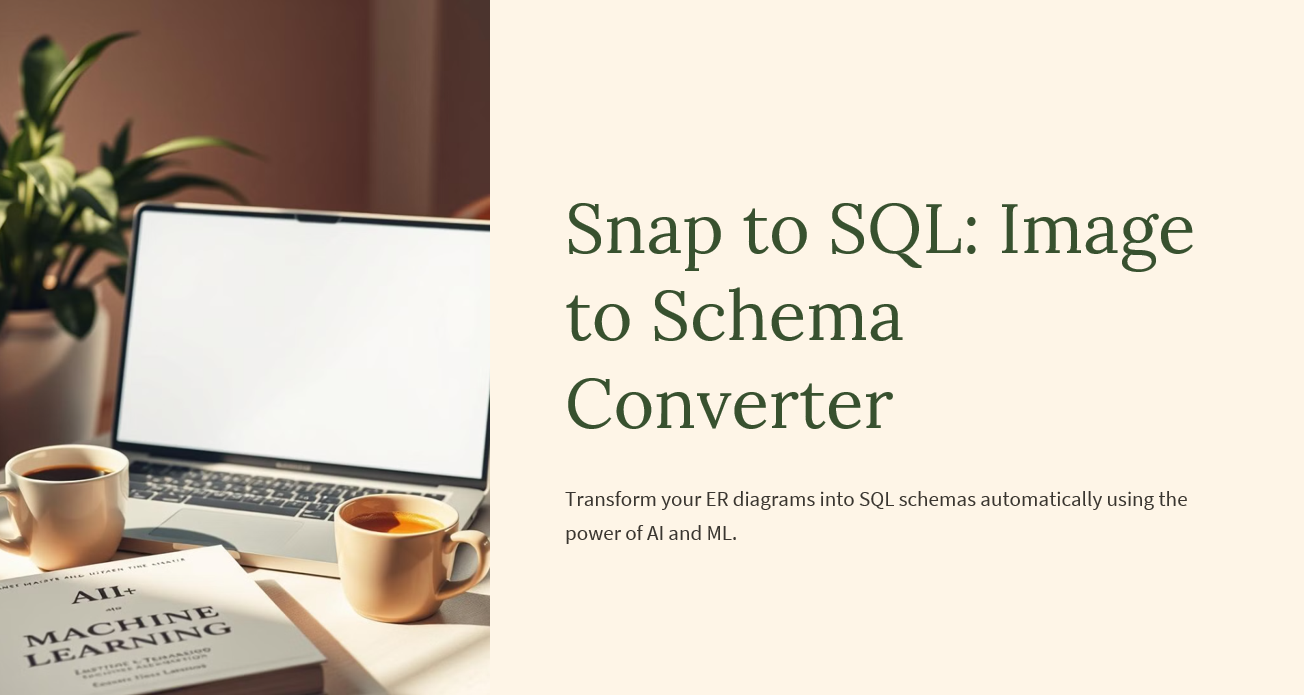 Snap to SQL: Image
to Schema
Converter
Transform your ER diagrams into SQL schemas automatically using the
power of AI and ML.
AII+
MACHINE
LEARNING